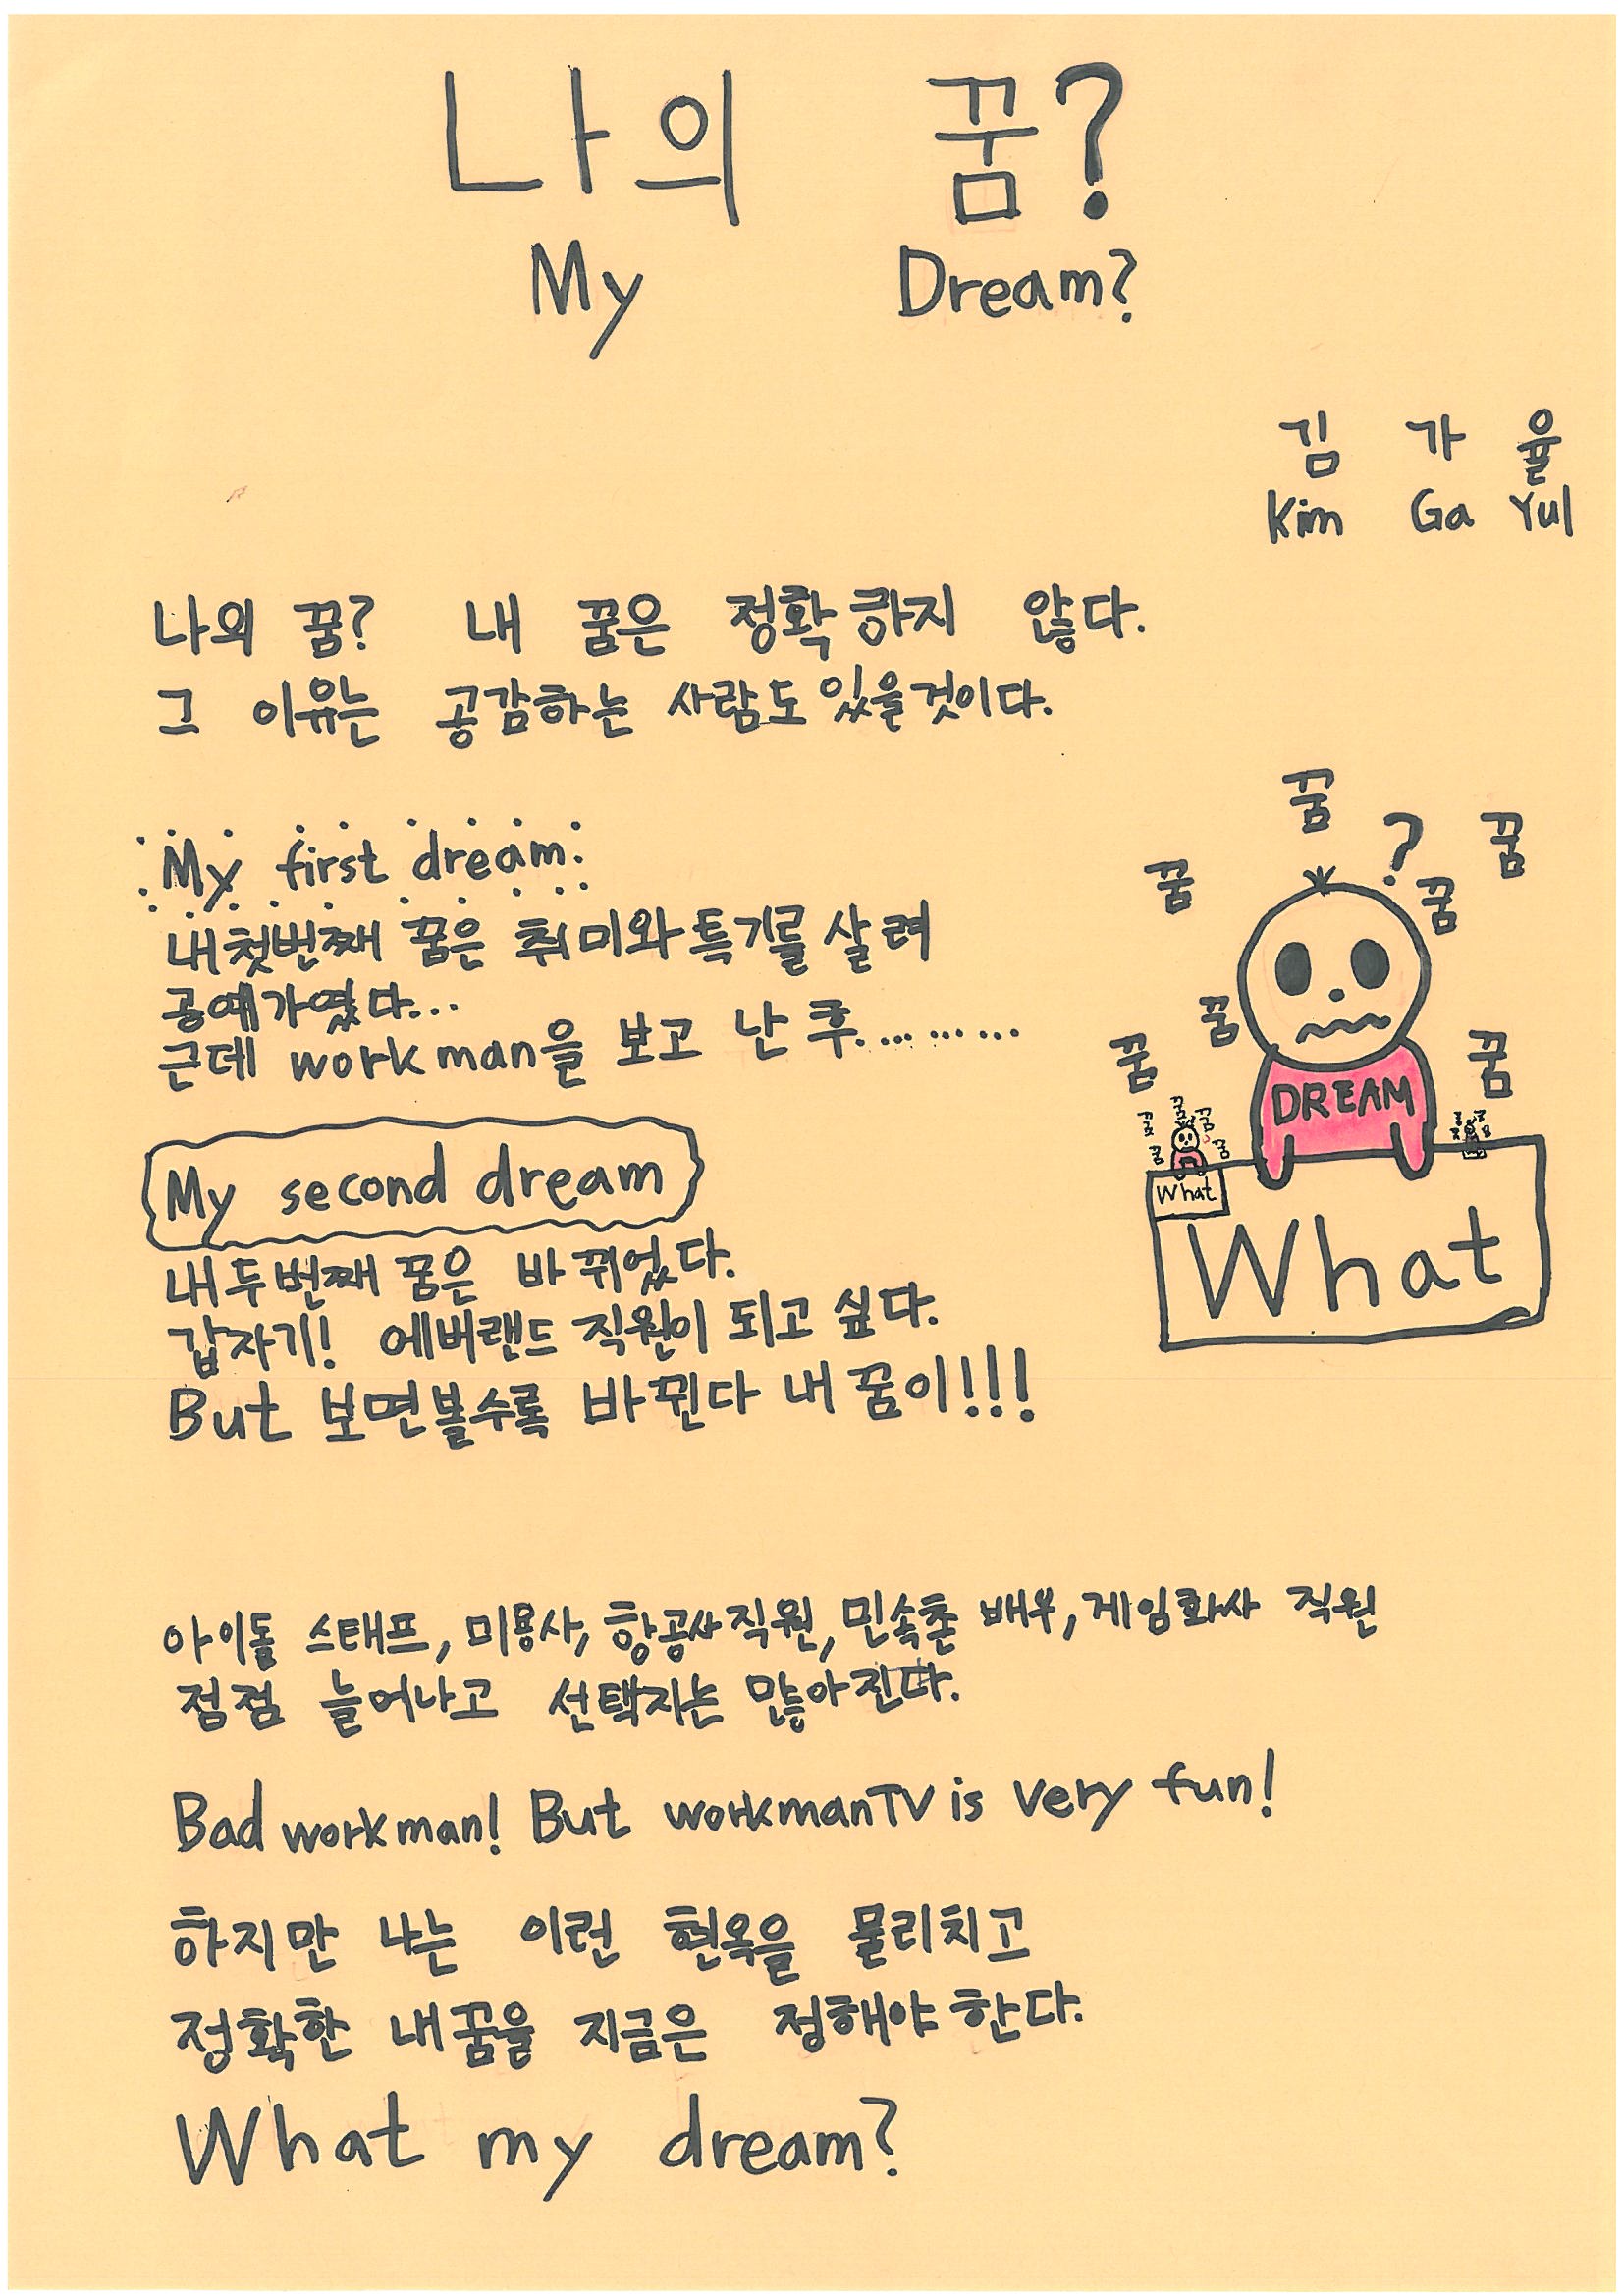 나의 꿈?
My Dream?
김 가 율
Kim Ga Yul
나의 꿈? 내 꿈은 정확하지 않다.
그 이유는 공감하는 사람도 있을것이다.
My first dream.
내첫번째 꿈은 취미와 특기를 살려
공예가였다...
근데 workman을 보고 난 후.........
꿈
?
꿈
꿈
꿈
꿈
꿈
꿈
DREAM
What
What
My second dream
내두번째 꿈은 바뀌었다.
갑자기! 에버랜드 직원이 되고 싶다.
But 보면볼수록 바뀐다 내 꿈이!!!
아이돌 스태프, 미용사, 항공사직원, 민속촌 배우, 게임회사 직원
점점 늘어나고 선택지는 많아진다.
Bad workman! But workmanTV is very fun!
하지만 나는 이런 현옥을 물리치고
정확한 내꿈을 지금은 정해야 한다.
What my dream?